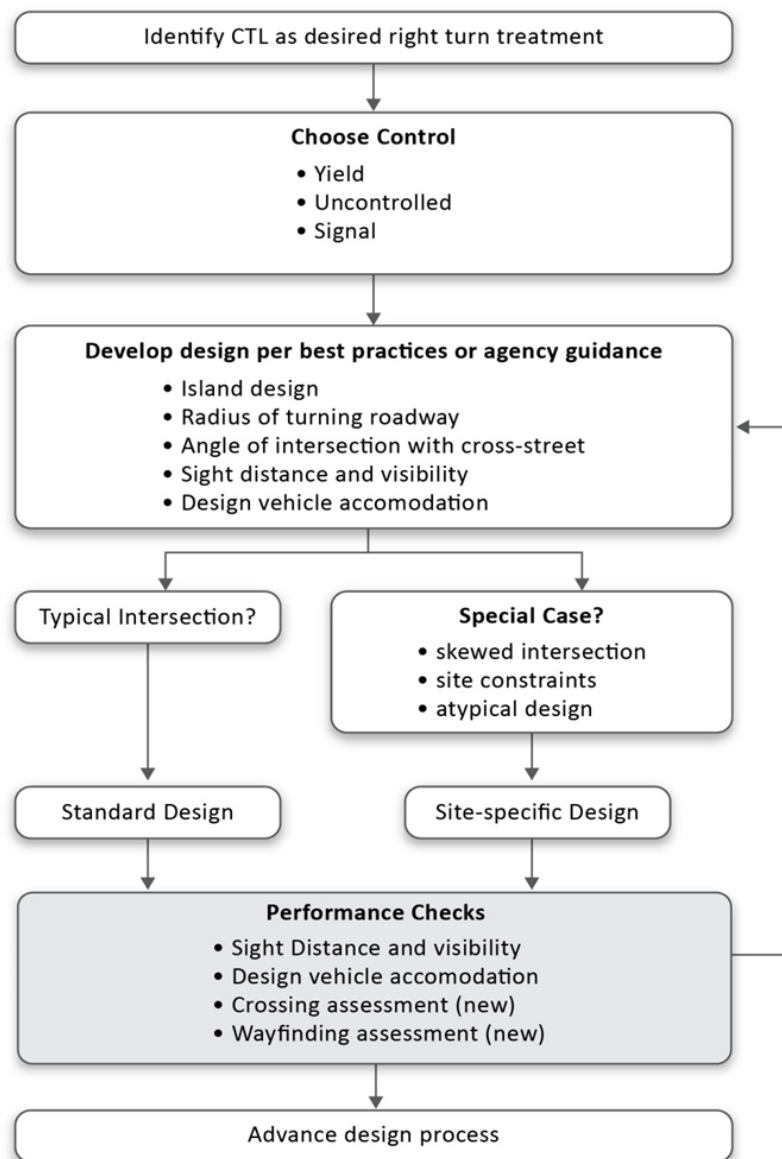 Identify CTL as desired right turn treatment
Choose Control
• Yield
• Uncontrolled
• Signal
Develop design per best practices or agency guidance
• Island design
• Radius of turning roadway
• Angle of intersection with cross-street
• Sight distance and visibility
• Design vehicle accomodation
Typical Intersection?
Special Case?
• skewed intersection
• site constraints
• atypical design
Standard Design
Site-specific Design
Performance Checks
• Sight Distance and visibility
• Design vehicle accomodation
• Crossing assessment (new)
• Wayfinding assessment (new)
Advance design process